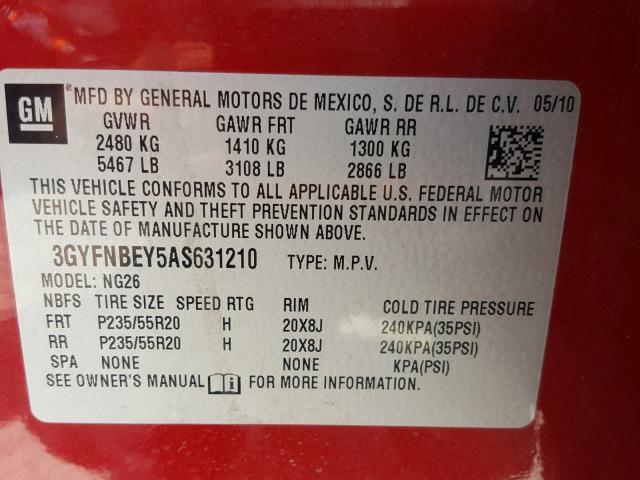 GM
® MFD BY GENERAL MOTORS DE MEXICO, S. DE R.L. DE C.V. 05/10
GVWR GAWR FRT GAWR RR
2480 KG 1410 KG 1300 KG
5467 LB 3108 LB 2866 LB
THIS VEHICLE CONFORMS TO ALL APPLICABLE U.S. FEDERAL MOTOR
VEHICLE SAFETY AND THEFT PREVENTION STANDARDS IN EFFECT ON
THE DATE OF MANUFACTURE SHOWN ABOVE.
3GYFNBEY5AS631210 TYPE: M.P.V.
MODEL: NG26
NBFS TIRE SIZE SPEED RTG RIM COLD TIRE PRESSURE
FRT P235/55R20 H 20X8J 240KPA(35PSI)
RR P235/55R20 H 20X8J 240KPA(35PSI)
SPA NONE NONE KPA(PSI)
SEE OWNER'S MANUAL FOR MORE INFORMATION.